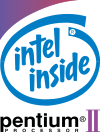 intel
inside
®
pentium® II
PROCESSOR